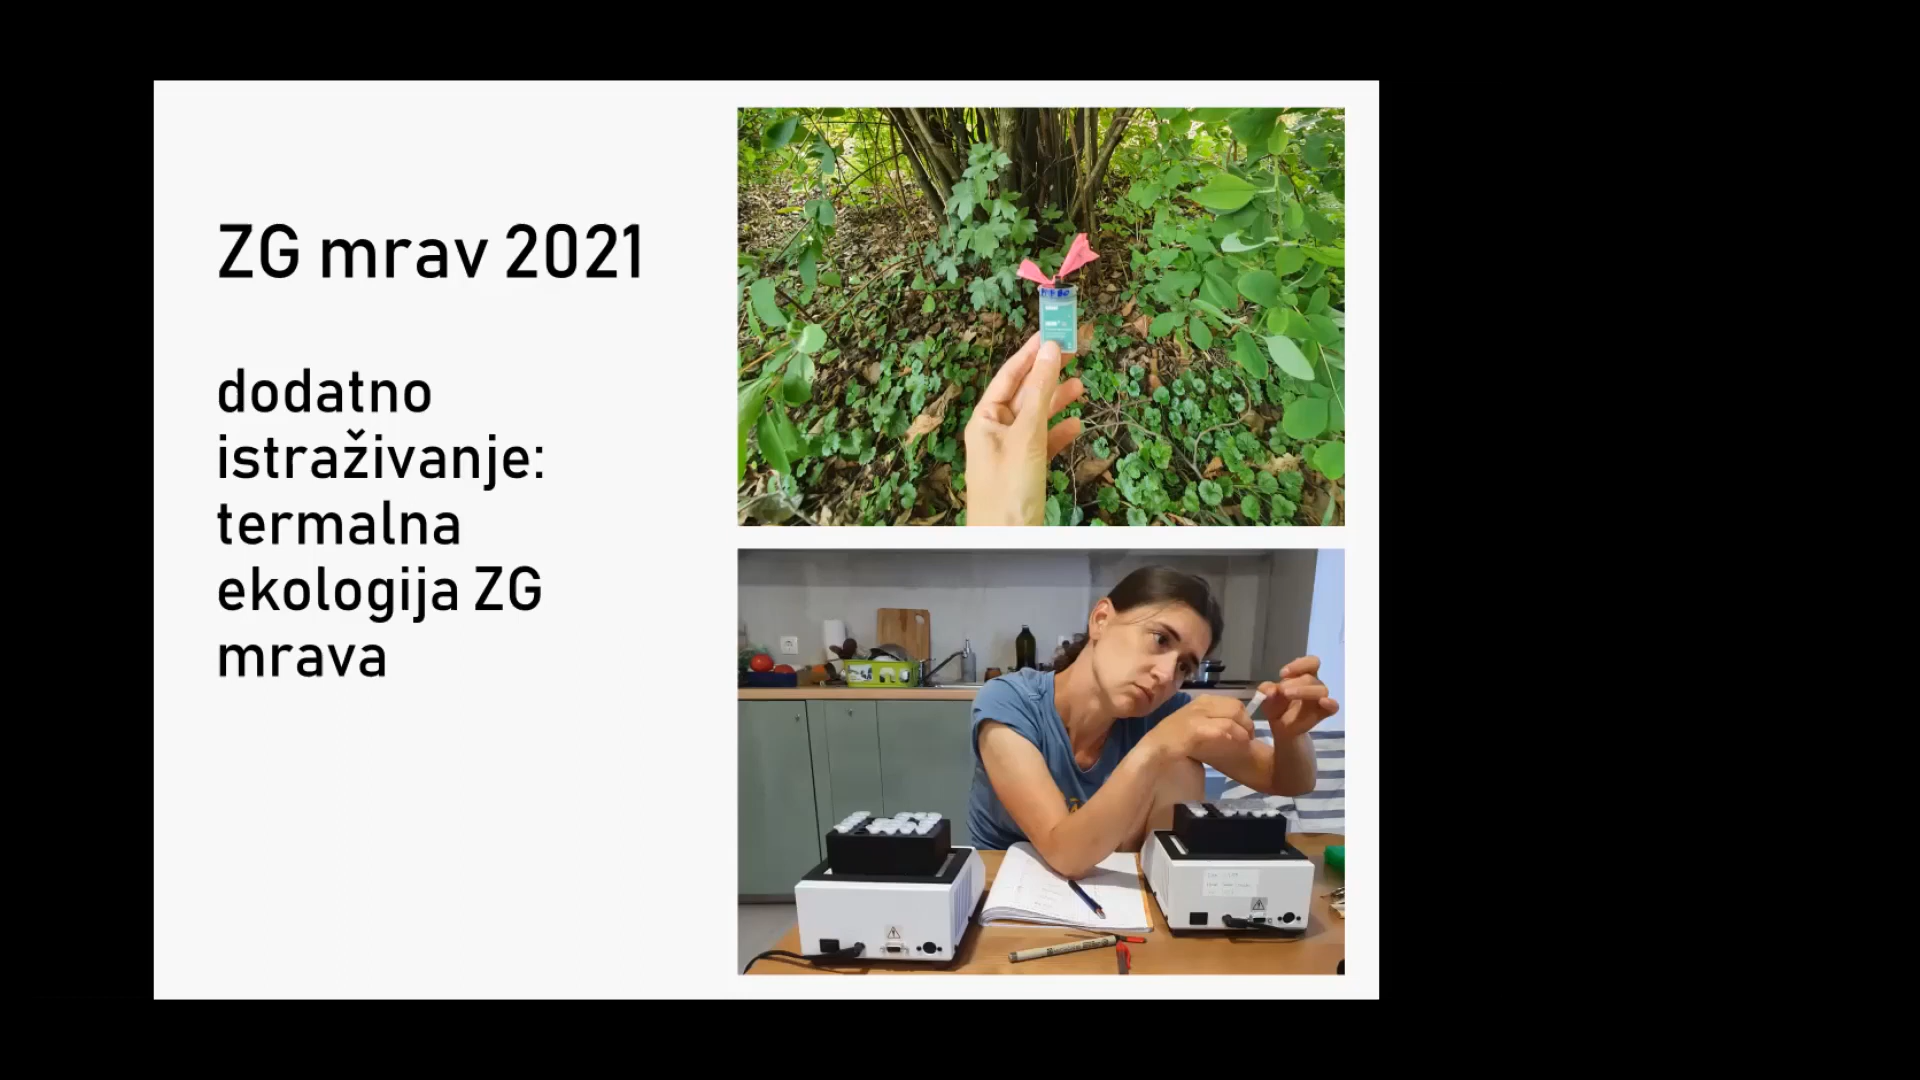 ZG mrav 2021
dodatno
istraživanje:
termalna
ekologija ZG
mrava